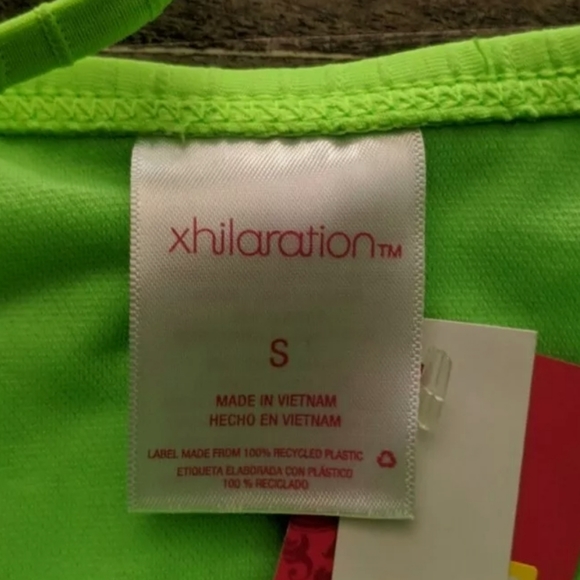 xhilaration™
S
MADE IN VIETNAM
HECHO EN VIETNAM
LABEL MADE FROM 100% RECYCLED PLASTIC
ETIQUETA ELABORADA CON PLÁSTICO
100 % RECICLADO